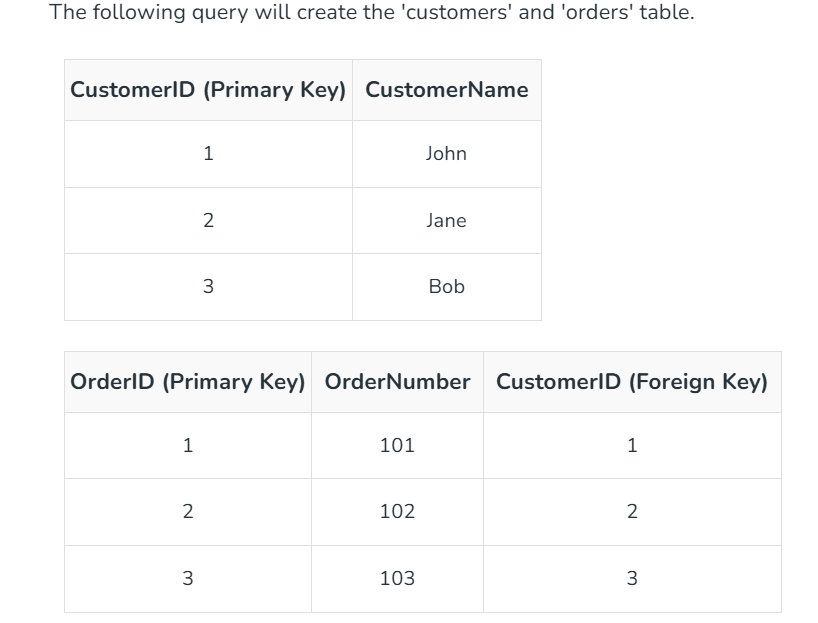 The following query will create the 'customers' and 'orders' table.
CustomerID (Primary Key) CustomerName
1 John
2 Jane
3 Bob
OrderID (Primary Key) OrderNumber CustomerID (Foreign Key)
1 101 1
2 102 2
3 103 3